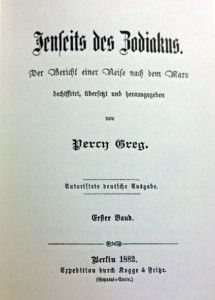 Jenseits des Zodiakus.
Der Bericht einer Reise nach dem Mars
dechiffrirt, übersetzt und herausgegeben
von
Percy Greg.
Autorisirte deutsche Ausgabe.
Erster Band.
Berlin 1882.
Expedition durch Kogge & Fritze.